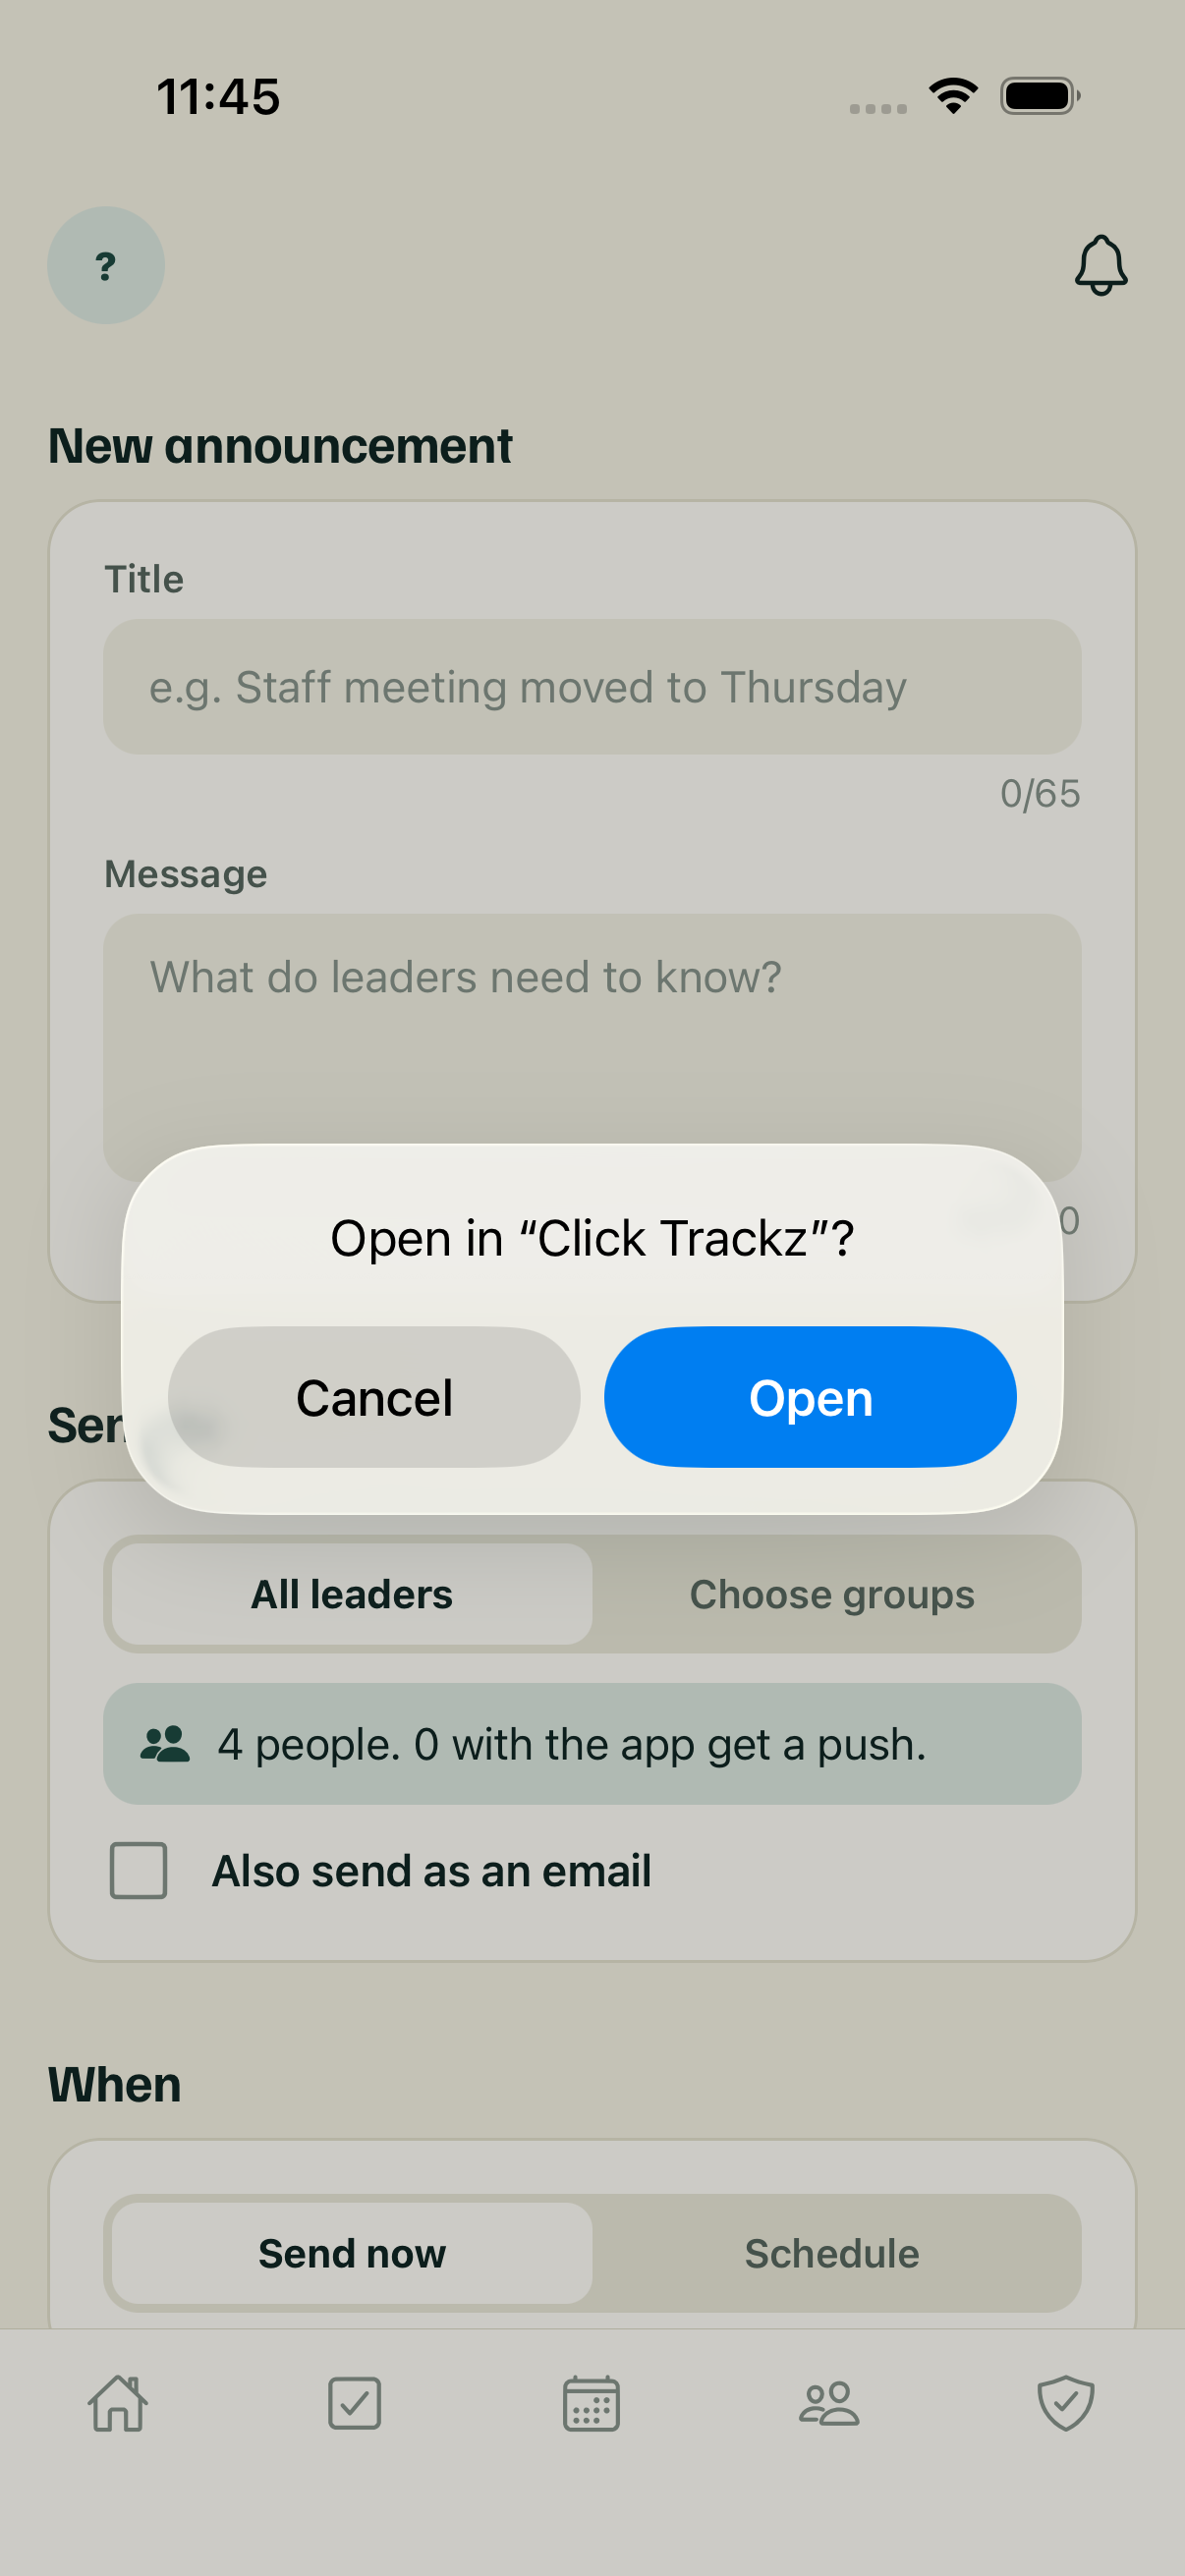 11:45
?
New announcement
Title
e.g. Staff meeting moved to Thursday
0/65
Message
What do leaders need to know?
Open in “Click Trackz”?
Cancel
Open
All leaders
Choose groups
4 people. 0 with the app get a push.
Also send as an email
When
Send now
Schedule